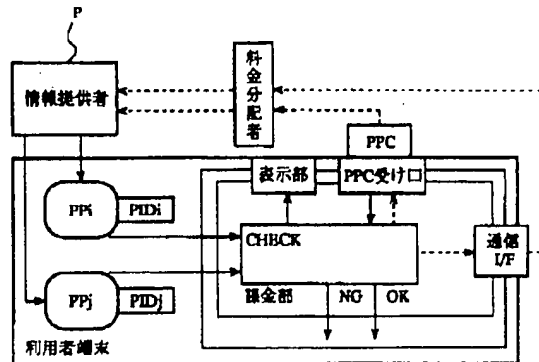 P
情報提供者
料金分配者
PPC
表示部
PPC受け口
PPi
PIDi
CHECK
通信
I/F
PPj
PIDj
課金部
NG
OK
利用者端末